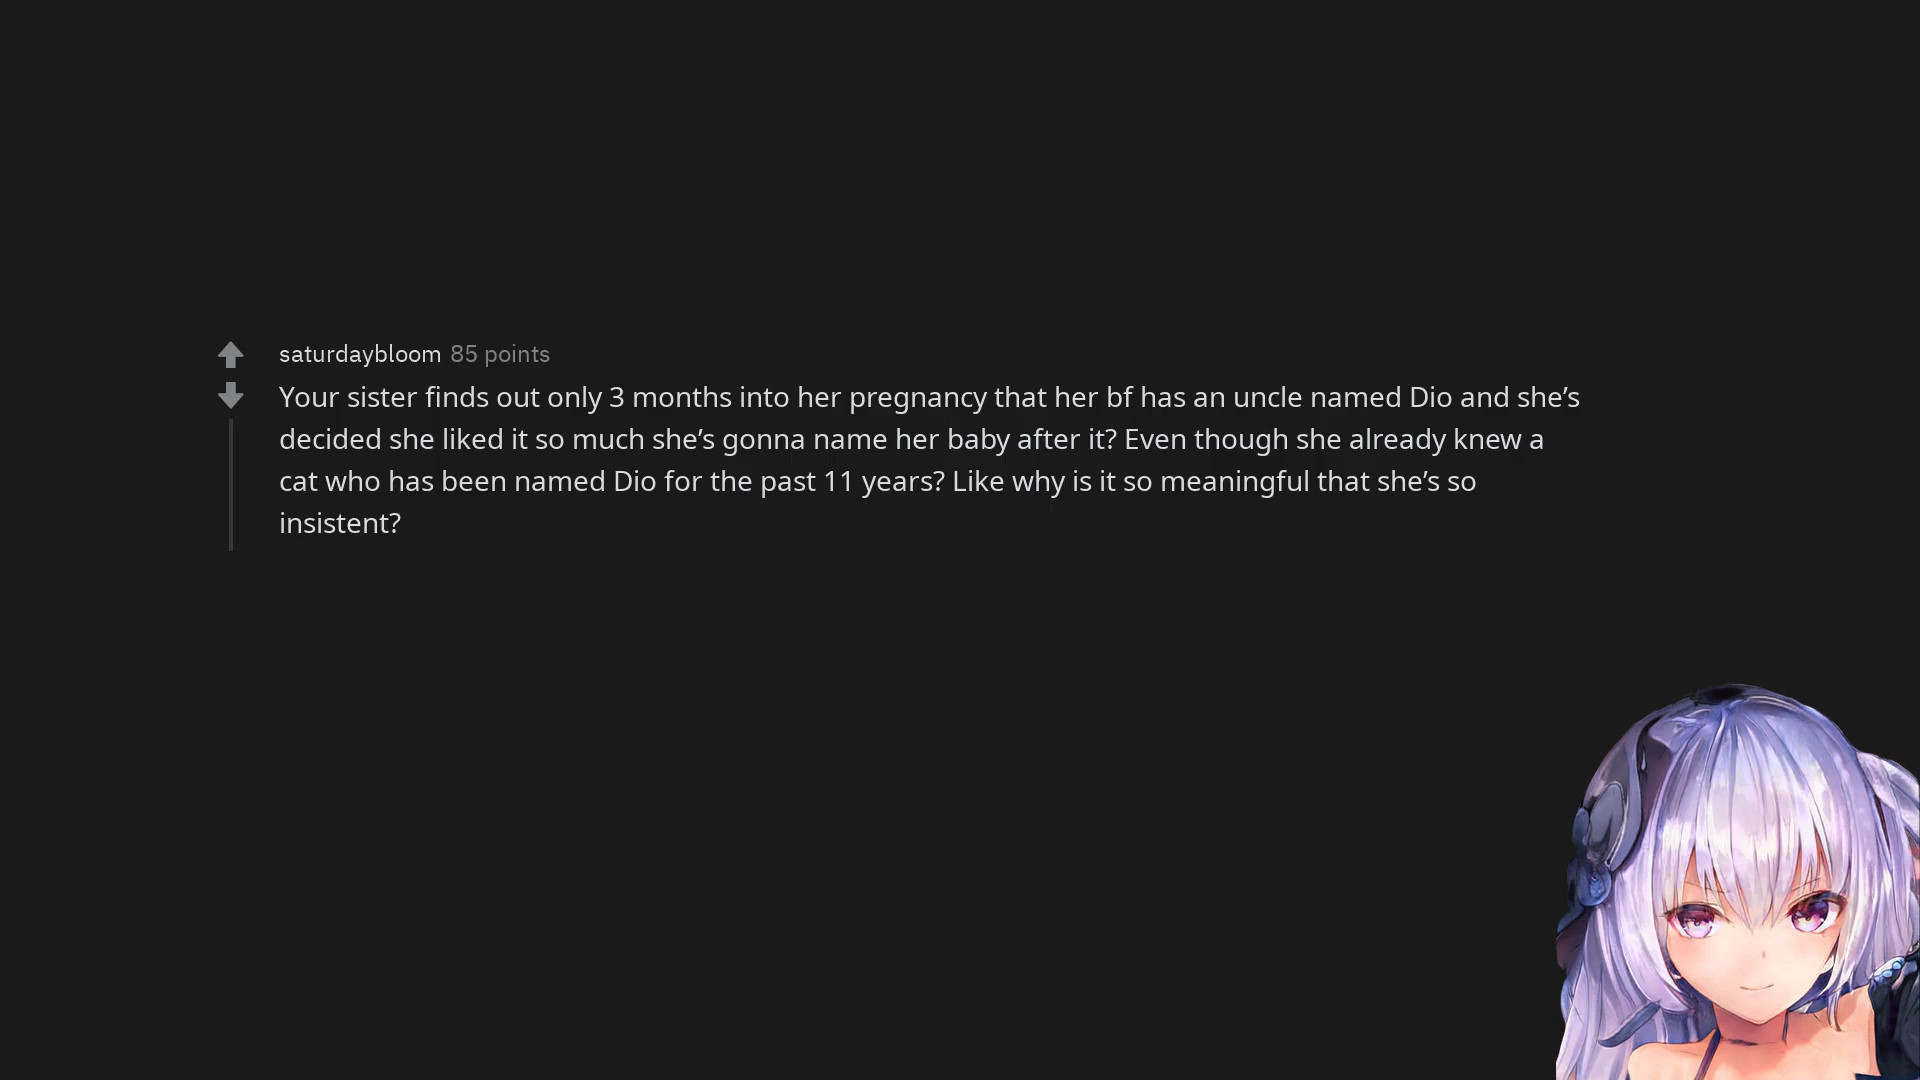 saturdaybloom 85 points
Your sister finds out only 3 months into her pregnancy that her bf has an uncle named Dio and she’s
decided she liked it so much she’s gonna name her baby after it? Even though she already knew a
cat who has been named Dio for the past 11 years? Like why is it so meaningful that she’s so
insistent?